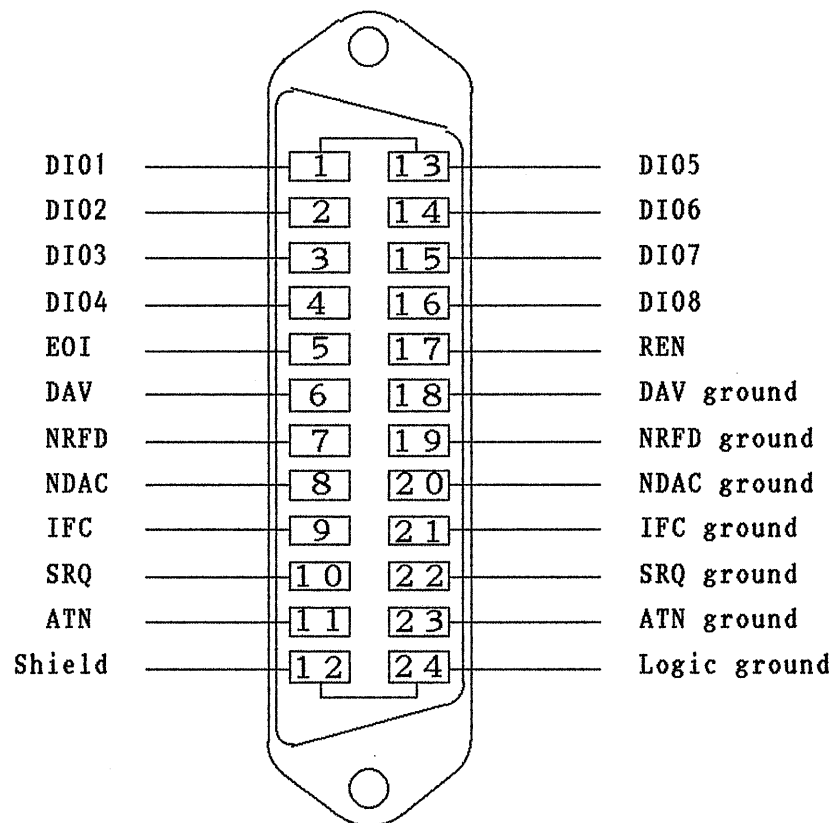 DIO1 1 13 DIO5
DIO2 2 14 DIO6
DIO3 3 15 DIO7
DIO4 4 16 DIO8
EOI 5 17 REN
DAV 6 18 DAV ground
NRFD 7 19 NRFD ground
NDAC 8 20 NDAC ground
IFC 9 21 IFC ground
SRQ 10 22 SRQ ground
ATN 11 23 ATN ground
Shield 12 24 Logic ground